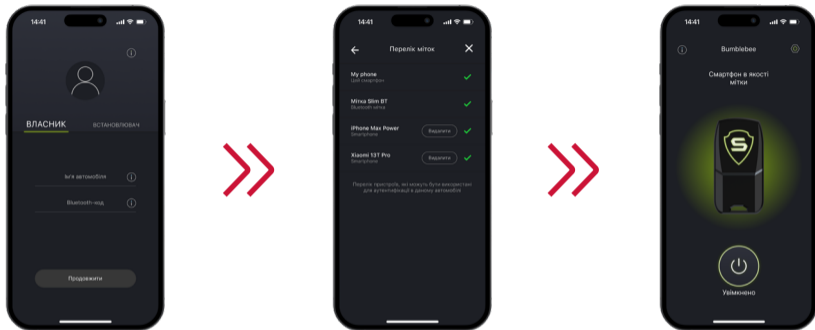 14:41
ВЛАСНИК
ВСТАНОВЛЮВАЧ
Ім'я автомобіля
Bluetooth-код
Продовжити
14:41
Перелік міток
My phone
Цей смартфон
Мітка Slim BT
Bluetooth мітка
iPhone Max Power
Smartphone
Видалити
Xiaomi 13T Pro
Smartphone
Видалити
Перелік пристроїв, які можуть бути використані
для аутентифікації в даному автомобілі
14:41
Bumblebee
Смартфон в якості
мітки
S
Увімкнено